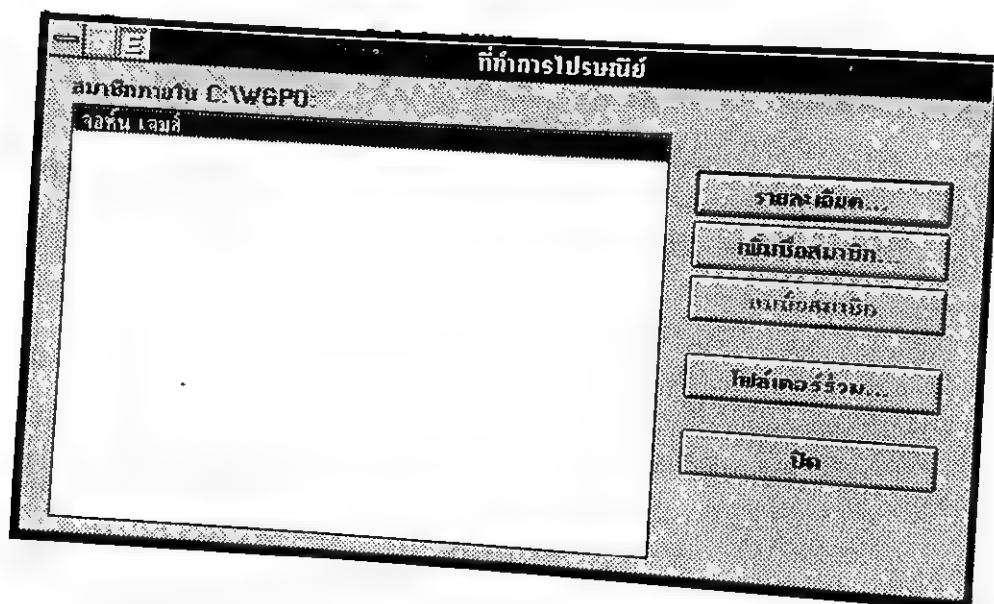 ที่ทำการไปรษณีย์
สมาชิกภายใน C:\WGPO:
จอห์น เจมส์
รายละเอียด...
เพิ่มชื่อสมาชิก...
ลบชื่อสมาชิก
โฟลเดอร์ร่วม...
ปิด